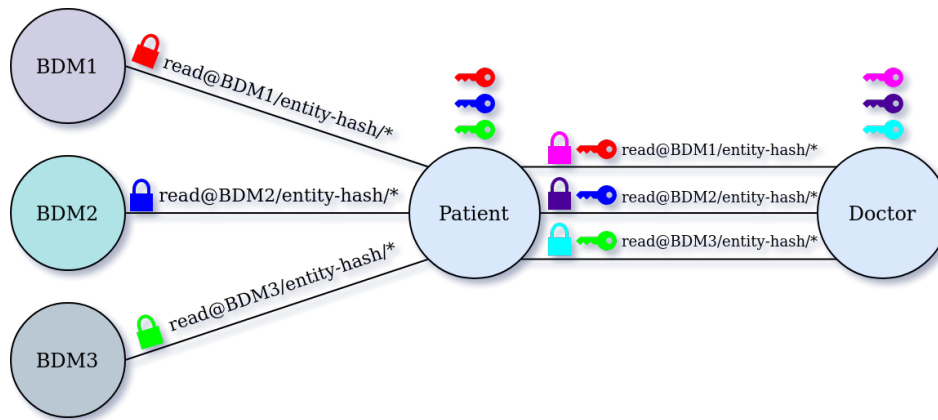 BDM1
read@BDM1/entity-hash/*
BDM2
read@BDM2/entity-hash/*
BDM3
read@BDM3/entity-hash/*
Patient
read@BDM1/entity-hash/*
read@BDM2/entity-hash/*
read@BDM3/entity-hash/*
Doctor